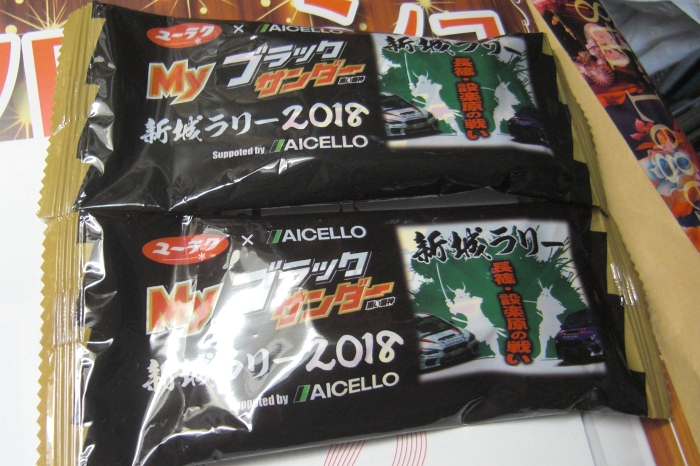 ユーラク × AICELLO
My ブラック
サンダー
新城ラリー2018
Suppoted by AICELLO
新城ラリー
長篠・設楽原の戦い
ユーラク × AICELLO
My ブラック
サンダー
新城ラリー2018
Suppoted by AICELLO
新城ラリー
長篠・設楽原の戦い